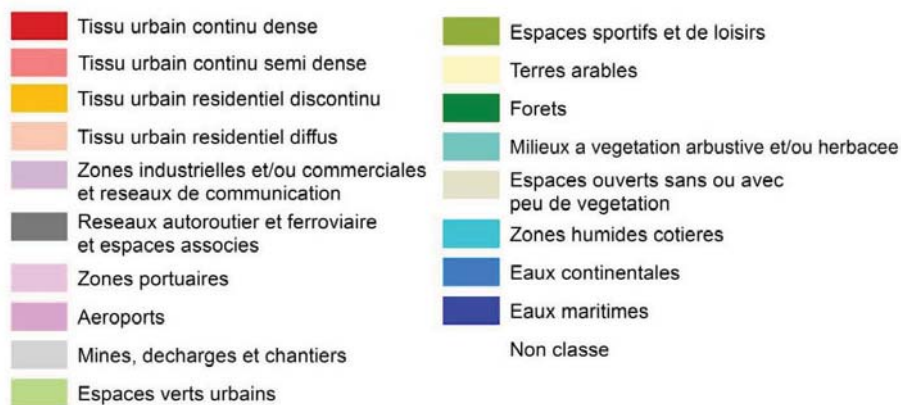 Tissu urbain continu dense
Tissu urbain continu semi dense
Tissu urbain residentiel discontinu
Tissu urbain residentiel diffus
Zones industrielles et/ou commerciales
et reseaux de communication
Reseaux autoroutier et ferroviaire
et espaces associes
Zones portuaires
Aeroports
Mines, decharges et chantiers
Espaces verts urbains
Espaces sportifs et de loisirs
Terres arables
Forets
Milieux a vegetation arbustive et/ou herbacee
Espaces ouverts sans ou avec
peu de vegetation
Zones humides cotieres
Eaux continentales
Eaux maritimes
Non classe